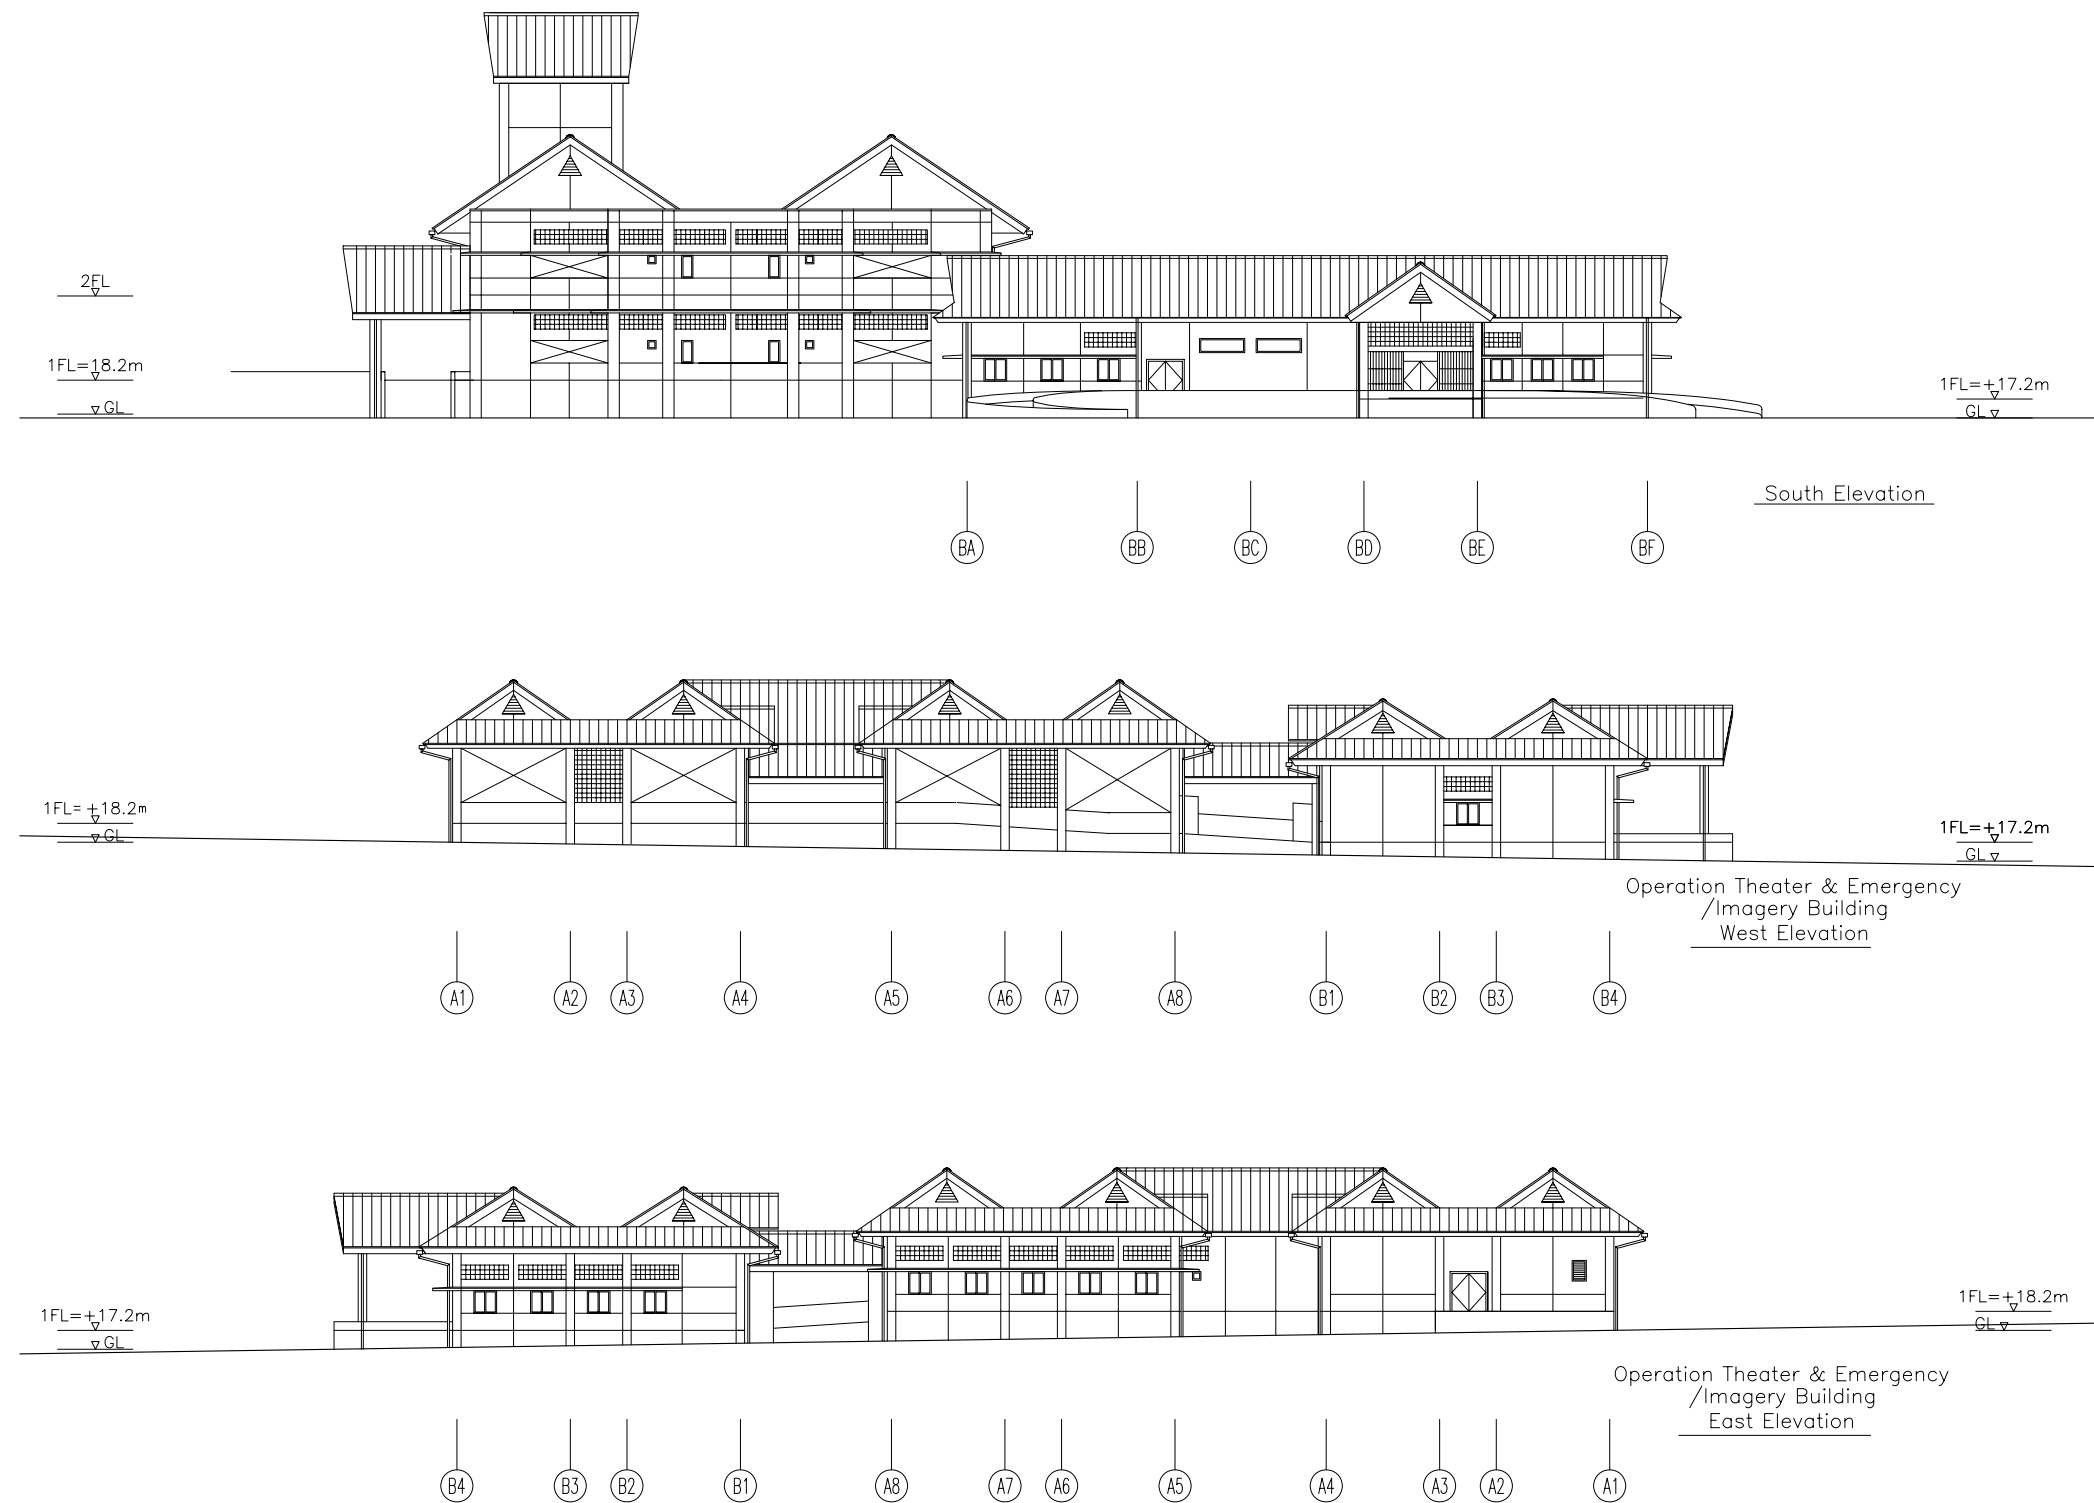 2FL
1FL=18.2m
GL
1FL=+17.2m
GL
South Elevation
BA BB BC BD BE BF
1FL= +18.2m
GL
1FL=+17.2m
GL
Operation Theater & Emergency
/Imagery Building
West Elevation
A1 A2 A3 A4 A5 A6 A7 A8 B1 B2 B3 B4
1FL=+17.2m
GL
1FL=+18.2m
GL
Operation Theater & Emergency
/Imagery Building
East Elevation
B4 B3 B2 B1 A8 A7 A6 A5 A4 A3 A2 A1